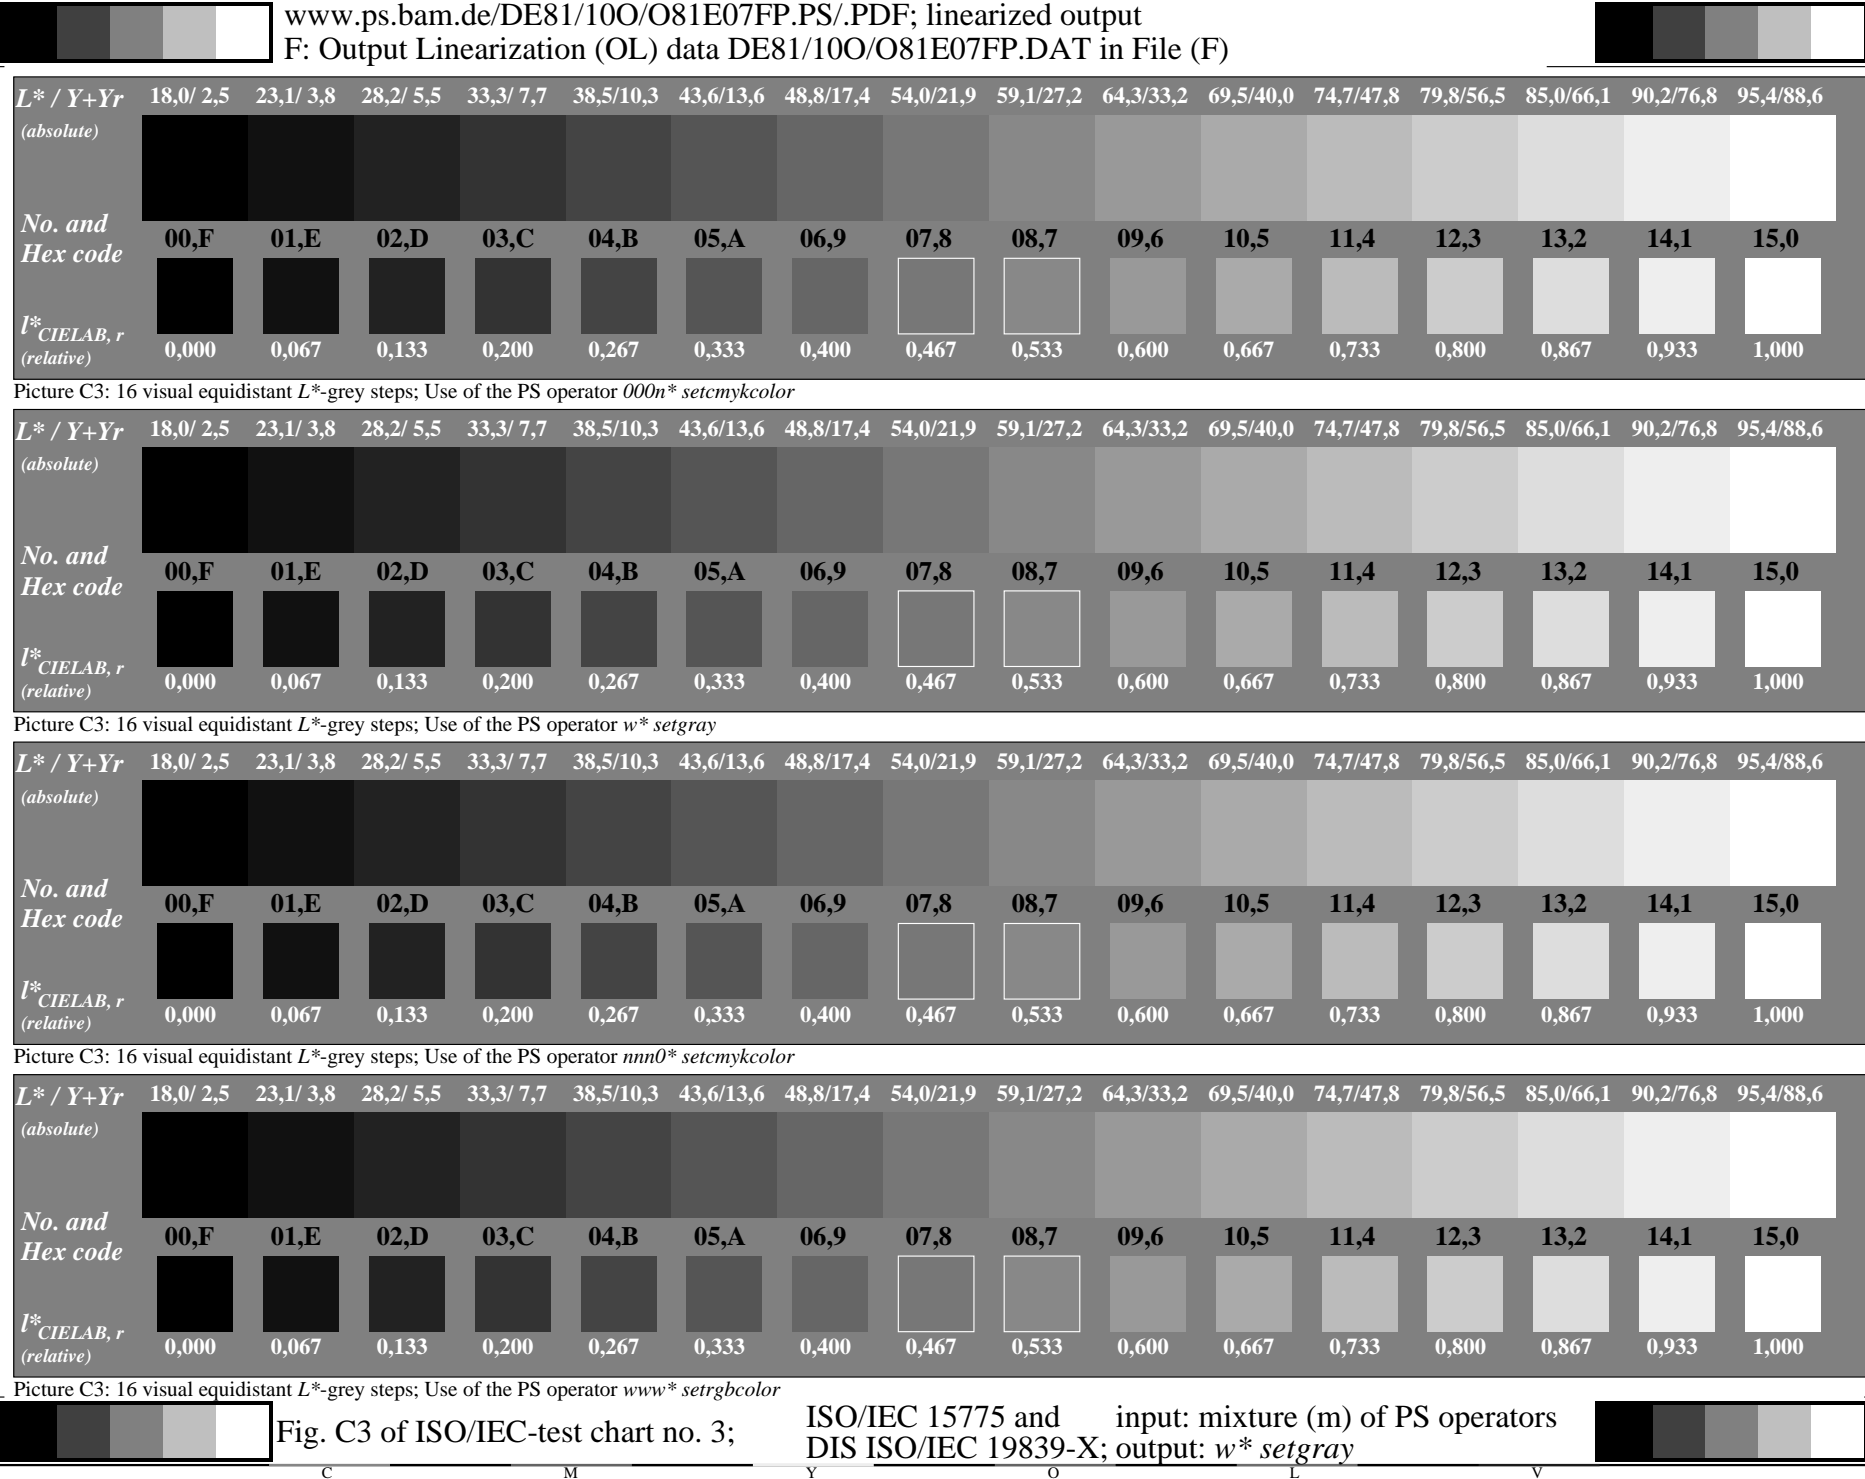 www.ps.bam.de/DE81/10O/O81E07FP.PS/.PDF; linearized output
F: Output Linearization (OL) data DE81/10O/O81E07FP.DAT in File (F)
L* / Y+Yr 18,0/ 2,5 23,1/ 3,8 28,2/ 5,5 33,3/ 7,7 38,5/10,3 43,6/13,6 48,8/17,4 54,0/21,9 59,1/27,2 64,3/33,2 69,5/40,0 74,7/47,8 79,8/56,5 85,0/66,1 90,2/76,8 95,4/88,6
(absolute)
No. and
Hex code 00,F 01,E 02,D 03,C 04,B 05,A 06,9 07,8 08,7 09,6 10,5 11,4 12,3 13,2 14,1 15,0
l*CIELAB, r
(relative) 0,000 0,067 0,133 0,200 0,267 0,333 0,400 0,467 0,533 0,600 0,667 0,733 0,800 0,867 0,933 1,000
Picture C3: 16 visual equidistant L*-grey steps; Use of the PS operator 000n* setcmykcolor
L* / Y+Yr 18,0/ 2,5 23,1/ 3,8 28,2/ 5,5 33,3/ 7,7 38,5/10,3 43,6/13,6 48,8/17,4 54,0/21,9 59,1/27,2 64,3/33,2 69,5/40,0 74,7/47,8 79,8/56,5 85,0/66,1 90,2/76,8 95,4/88,6
(absolute)
No. and
Hex code 00,F 01,E 02,D 03,C 04,B 05,A 06,9 07,8 08,7 09,6 10,5 11,4 12,3 13,2 14,1 15,0
l*CIELAB, r
(relative) 0,000 0,067 0,133 0,200 0,267 0,333 0,400 0,467 0,533 0,600 0,667 0,733 0,800 0,867 0,933 1,000
Picture C3: 16 visual equidistant L*-grey steps; Use of the PS operator w* setgray
L* / Y+Yr 18,0/ 2,5 23,1/ 3,8 28,2/ 5,5 33,3/ 7,7 38,5/10,3 43,6/13,6 48,8/17,4 54,0/21,9 59,1/27,2 64,3/33,2 69,5/40,0 74,7/47,8 79,8/56,5 85,0/66,1 90,2/76,8 95,4/88,6
(absolute)
No. and
Hex code 00,F 01,E 02,D 03,C 04,B 05,A 06,9 07,8 08,7 09,6 10,5 11,4 12,3 13,2 14,1 15,0
l*CIELAB, r
(relative) 0,000 0,067 0,133 0,200 0,267 0,333 0,400 0,467 0,533 0,600 0,667 0,733 0,800 0,867 0,933 1,000
Picture C3: 16 visual equidistant L*-grey steps; Use of the PS operator nnn0* setcmykcolor
L* / Y+Yr 18,0/ 2,5 23,1/ 3,8 28,2/ 5,5 33,3/ 7,7 38,5/10,3 43,6/13,6 48,8/17,4 54,0/21,9 59,1/27,2 64,3/33,2 69,5/40,0 74,7/47,8 79,8/56,5 85,0/66,1 90,2/76,8 95,4/88,6
(absolute)
No. and
Hex code 00,F 01,E 02,D 03,C 04,B 05,A 06,9 07,8 08,7 09,6 10,5 11,4 12,3 13,2 14,1 15,0
l*CIELAB, r
(relative) 0,000 0,067 0,133 0,200 0,267 0,333 0,400 0,467 0,533 0,600 0,667 0,733 0,800 0,867 0,933 1,000
Picture C3: 16 visual equidistant L*-grey steps; Use of the PS operator www* setrgbcolor
Fig. C3 of ISO/IEC-test chart no. 3;
ISO/IEC 15775 and input: mixture (m) of PS operators
DIS ISO/IEC 19839-X; output: w* setgray
C M Y O L V